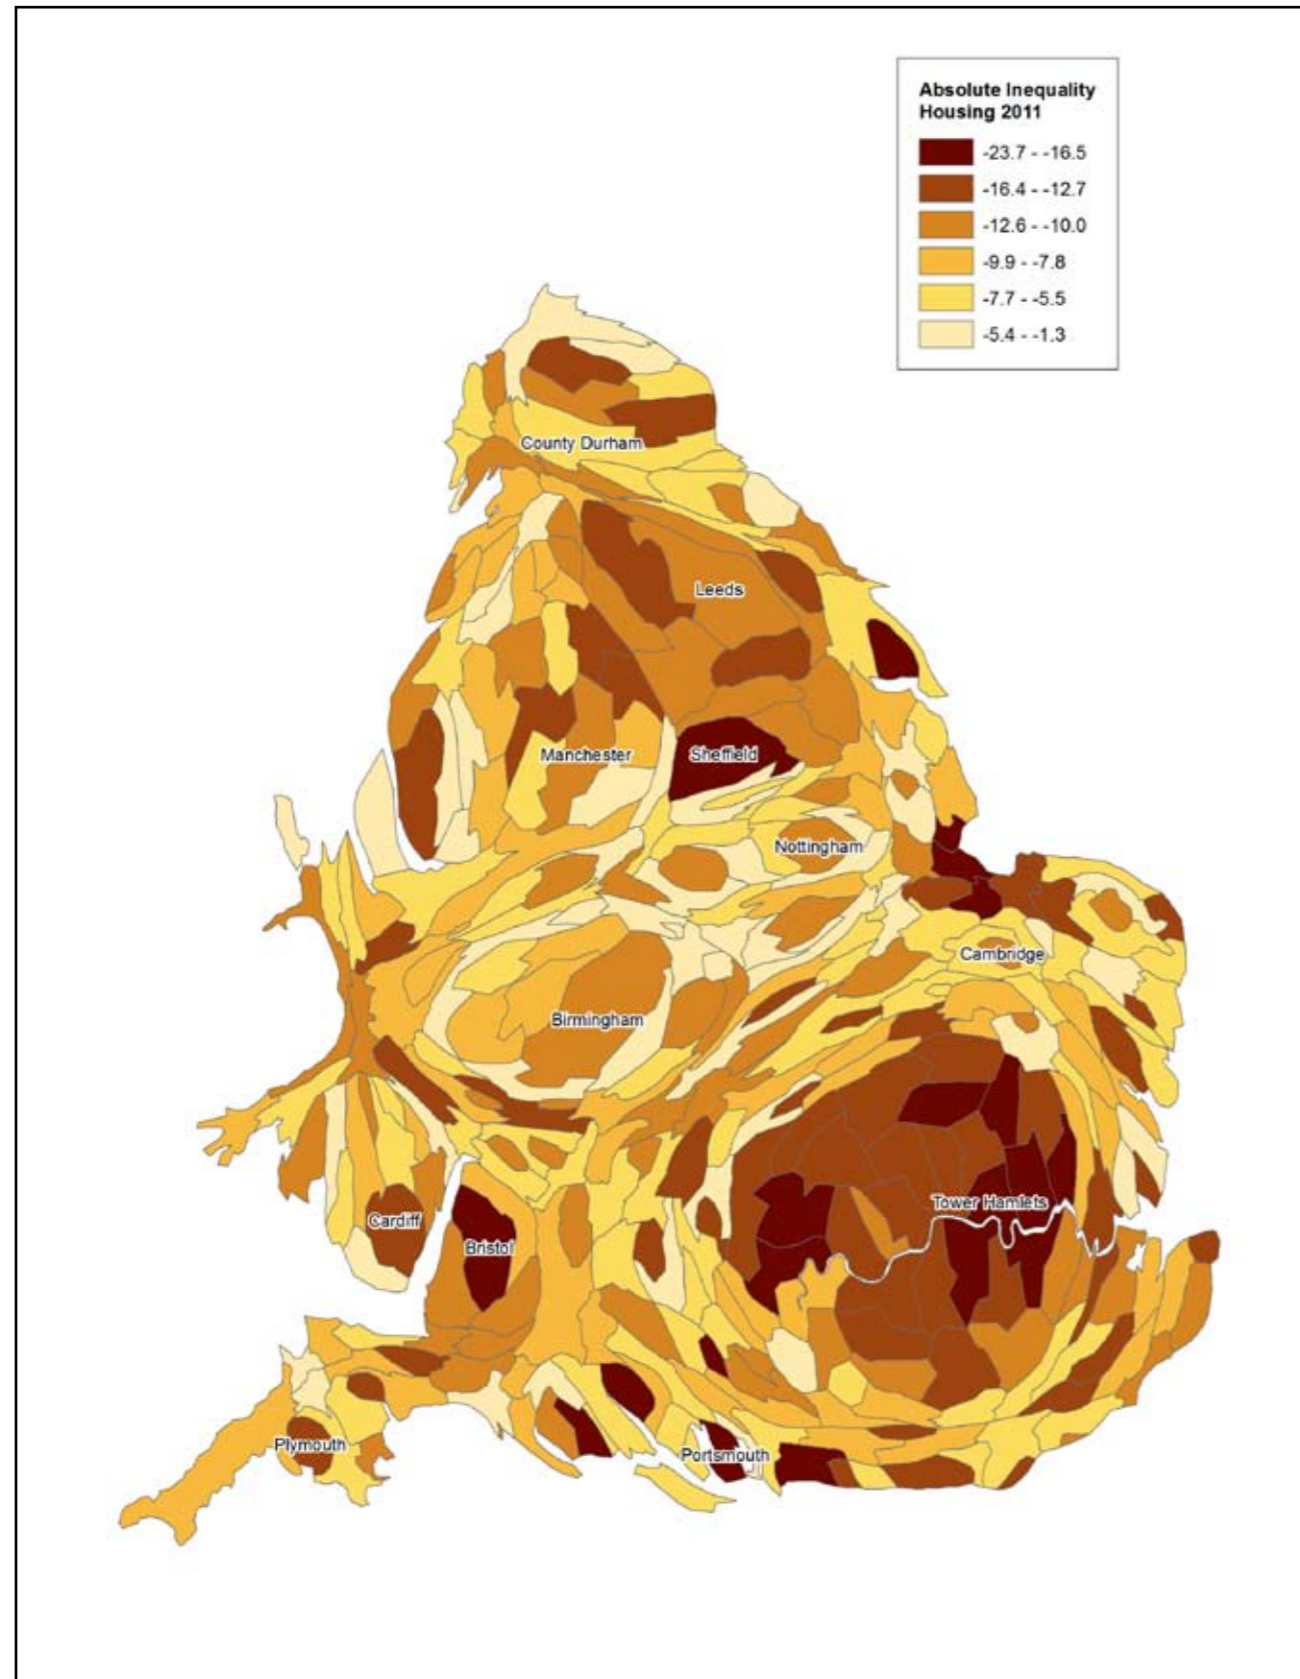 Absolute Inequality
Housing 2011
-23.7 - -16.5
-16.4 - -12.7
-12.6 - -10.0
-9.9 - -7.8
-7.7 - -5.5
-5.4 - -1.3
County Durham
Leeds
Manchester
Sheffield
Nottingham
Cambridge
Birmingham
Tower Hamlets
Cardiff
Bristol
Plymouth
Portsmouth